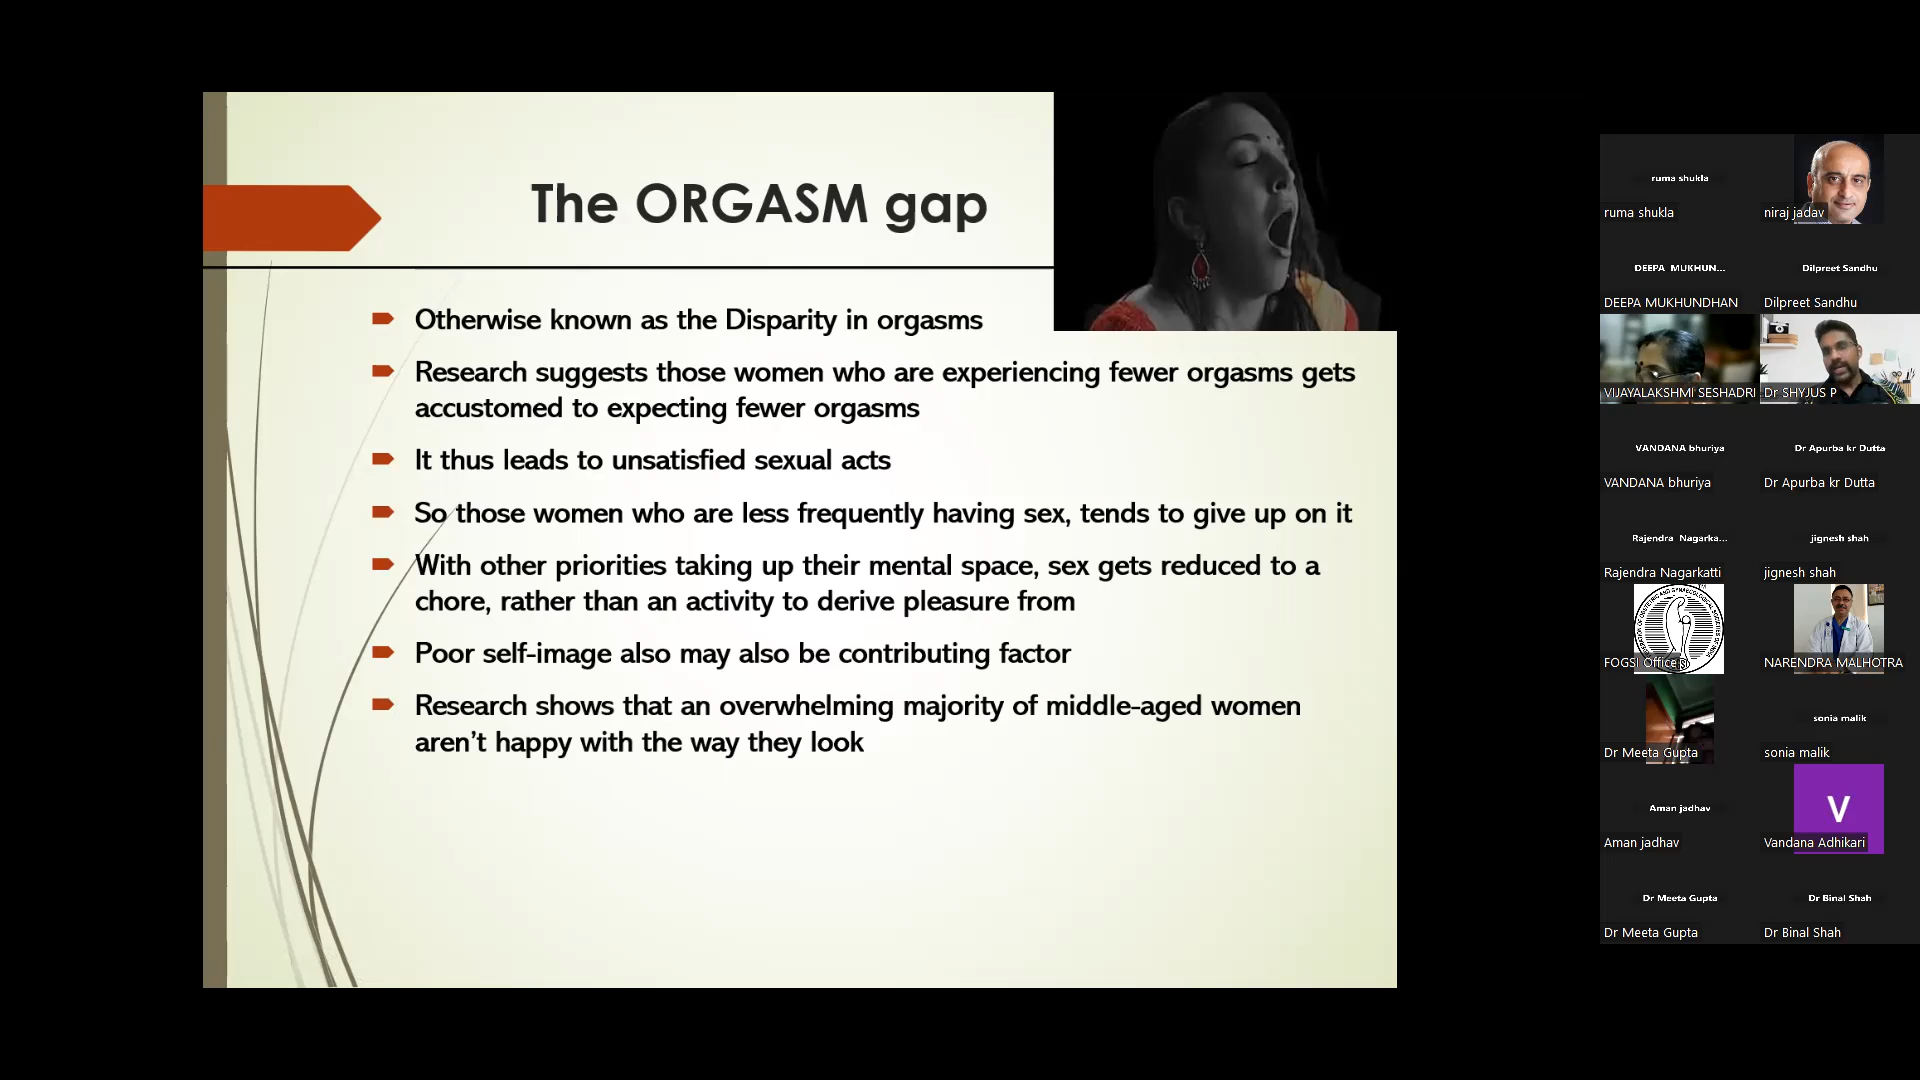 The ORGASM gap
Otherwise known as the Disparity in orgasms
Research suggests those women who are experiencing fewer orgasms gets
accustomed to expecting fewer orgasms
It thus leads to unsatisfied sexual acts
So those women who are less frequently having sex, tends to give up on it
With other priorities taking up their mental space, sex gets reduced to a
chore, rather than an activity to derive pleasure from
Poor self-image also may also be contributing factor
Research shows that an overwhelming majority of middle-aged women
aren't happy with the way they look
ruma shukla
ruma shukla
niraj jadav
DEEPA MUKHUN...
DEEPA MUKHUNDHAN
Dilpreet Sandhu
Dilpreet Sandhu
VIJAYALAKSHMI SESHADRI
Dr SHYJUS P
VANDANA bhuriya
VANDANA bhuriya
Dr Apurba kr Dutta
Dr Apurba kr Dutta
Rajendra Nagarka...
Rajendra Nagarkatti
jignesh shah
jignesh shah
FOGSI Office
NARENDRA MALHOTRA
Dr Meeta Gupta
sonia malik
sonia malik
Aman jadhav
Aman jadhav
V
Vandana Adhikari
Dr Meeta Gupta
Dr Meeta Gupta
Dr Binal Shah
Dr Binal Shah